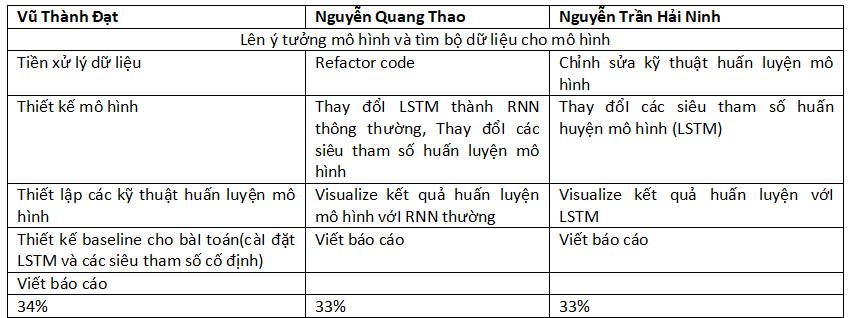 Vũ Thành Đạt
Nguyễn Quang Thao
Nguyễn Trần Hải Ninh
Lên ý tưởng mô hình và tìm bộ dữ liệu cho mô hình
Tiền xử lý dữ liệu
Refactor code
Chỉnh sửa kỹ thuật huấn luyện mô
hình
Thiết kế mô hình
Thay đổI LSTM thành RNN
thông thường, Thay đổI các
siêu tham số huấn luyện mô
hình
Thay đổI các siêu tham số huấn
huyện mô hình (LSTM)
Thiết lập các kỹ thuật huấn luyện mô
hình
Visualize kết quả huấn luyện
mô hình vớI RNN thường
Visualize kết quả huấn luyện vớI
LSTM
Thiết kế baseline cho bàI toán(càI đặt
LSTM và các siêu tham số cố định)
Viết báo cáo
Viết báo cáo
Viết báo cáo
34%
33%
33%